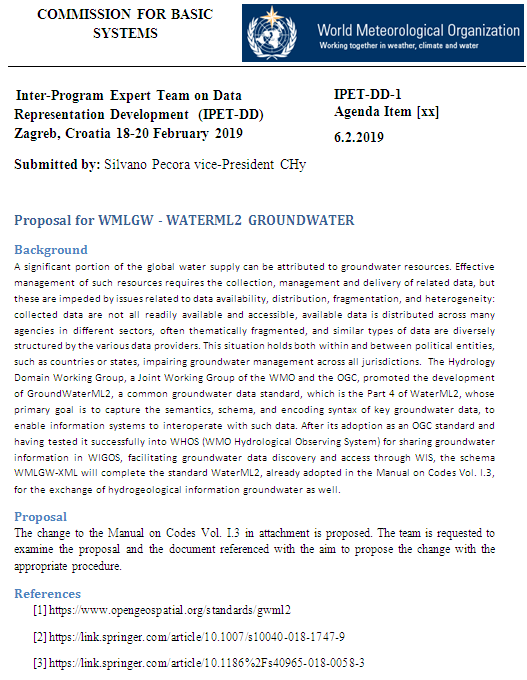 COMMISSION FOR BASIC
SYSTEMS
World Meteorological Organization
Working together in weather, climate and water
Inter-Program Expert Team on Data
Representation Development (IPET-DD)
Zagreb, Croatia 18-20 February 2019
IPET-DD-1
Agenda Item [xx]
6.2.2019
Submitted by: Silvano Pecora vice-President CHy
Proposal for WMLGW - WATERML2 GROUNDWATER
Background
A significant portion of the global water supply can be attributed to groundwater resources. Effective
management of such resources requires the collection, management and delivery of related data, but
these are impeded by issues related to data availability, distribution, fragmentation, and heterogeneity:
collected data are not all readily available and accessible, available data is distributed across many
agencies in different sectors, often thematically fragmented, and similar types of data are diversely
structured by the various data providers. This situation holds both within and between political entities,
such as countries or states, impairing groundwater management across all jurisdictions. The Hydrology
Domain Working Group, a Joint Working Group of the WMO and the OGC, promoted the development
of GroundWaterML2, a common groundwater data standard, which is the Part 4 of WaterML2, whose
primary goal is to capture the semantics, schema, and encoding syntax of key groundwater data, to
enable information systems to interoperate with such data. After its adoption as an OGC standard and
having tested it successfully into WHOS (WMO Hydrological Observing System) for sharing groundwater
information in WIGOS, facilitating groundwater data discovery and access through WIS, the schema
WMLGW-XML will complete the standard WaterML2, already adopted in the Manual on Codes Vol. I.3,
for the exchange of hydrogeological information groundwater as well.
Proposal
The change to the Manual on Codes Vol. I.3 in attachment is proposed. The team is requested to
examine the proposal and the document referenced with the aim to propose the change with the
appropriate procedure.
References
[1] https://www.opengeospatial.org/standards/gwml2
[2] https://link.springer.com/article/10.1007/s10040-018-1747-9
[3] https://link.springer.com/article/10.1186%2Fs40965-018-0058-3